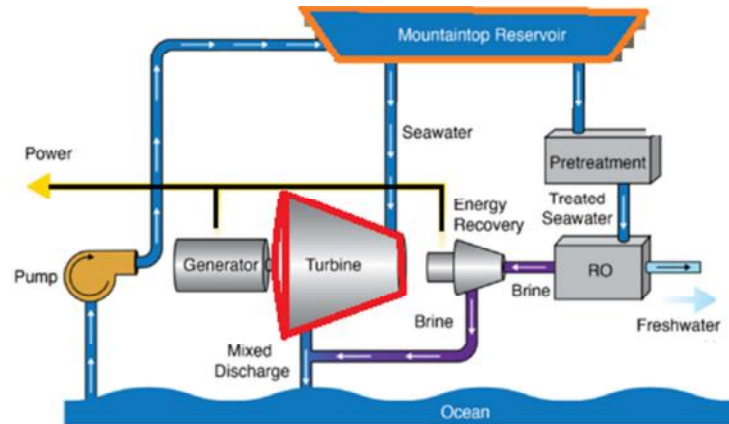 Mountaintop Reservoir
Seawater
Power
Pretreatment
Energy
Recovery
Treated
Seawater
Generator
Turbine
RO
Pump
Brine
Brine
Freshwater
Mixed
Discharge
Ocean